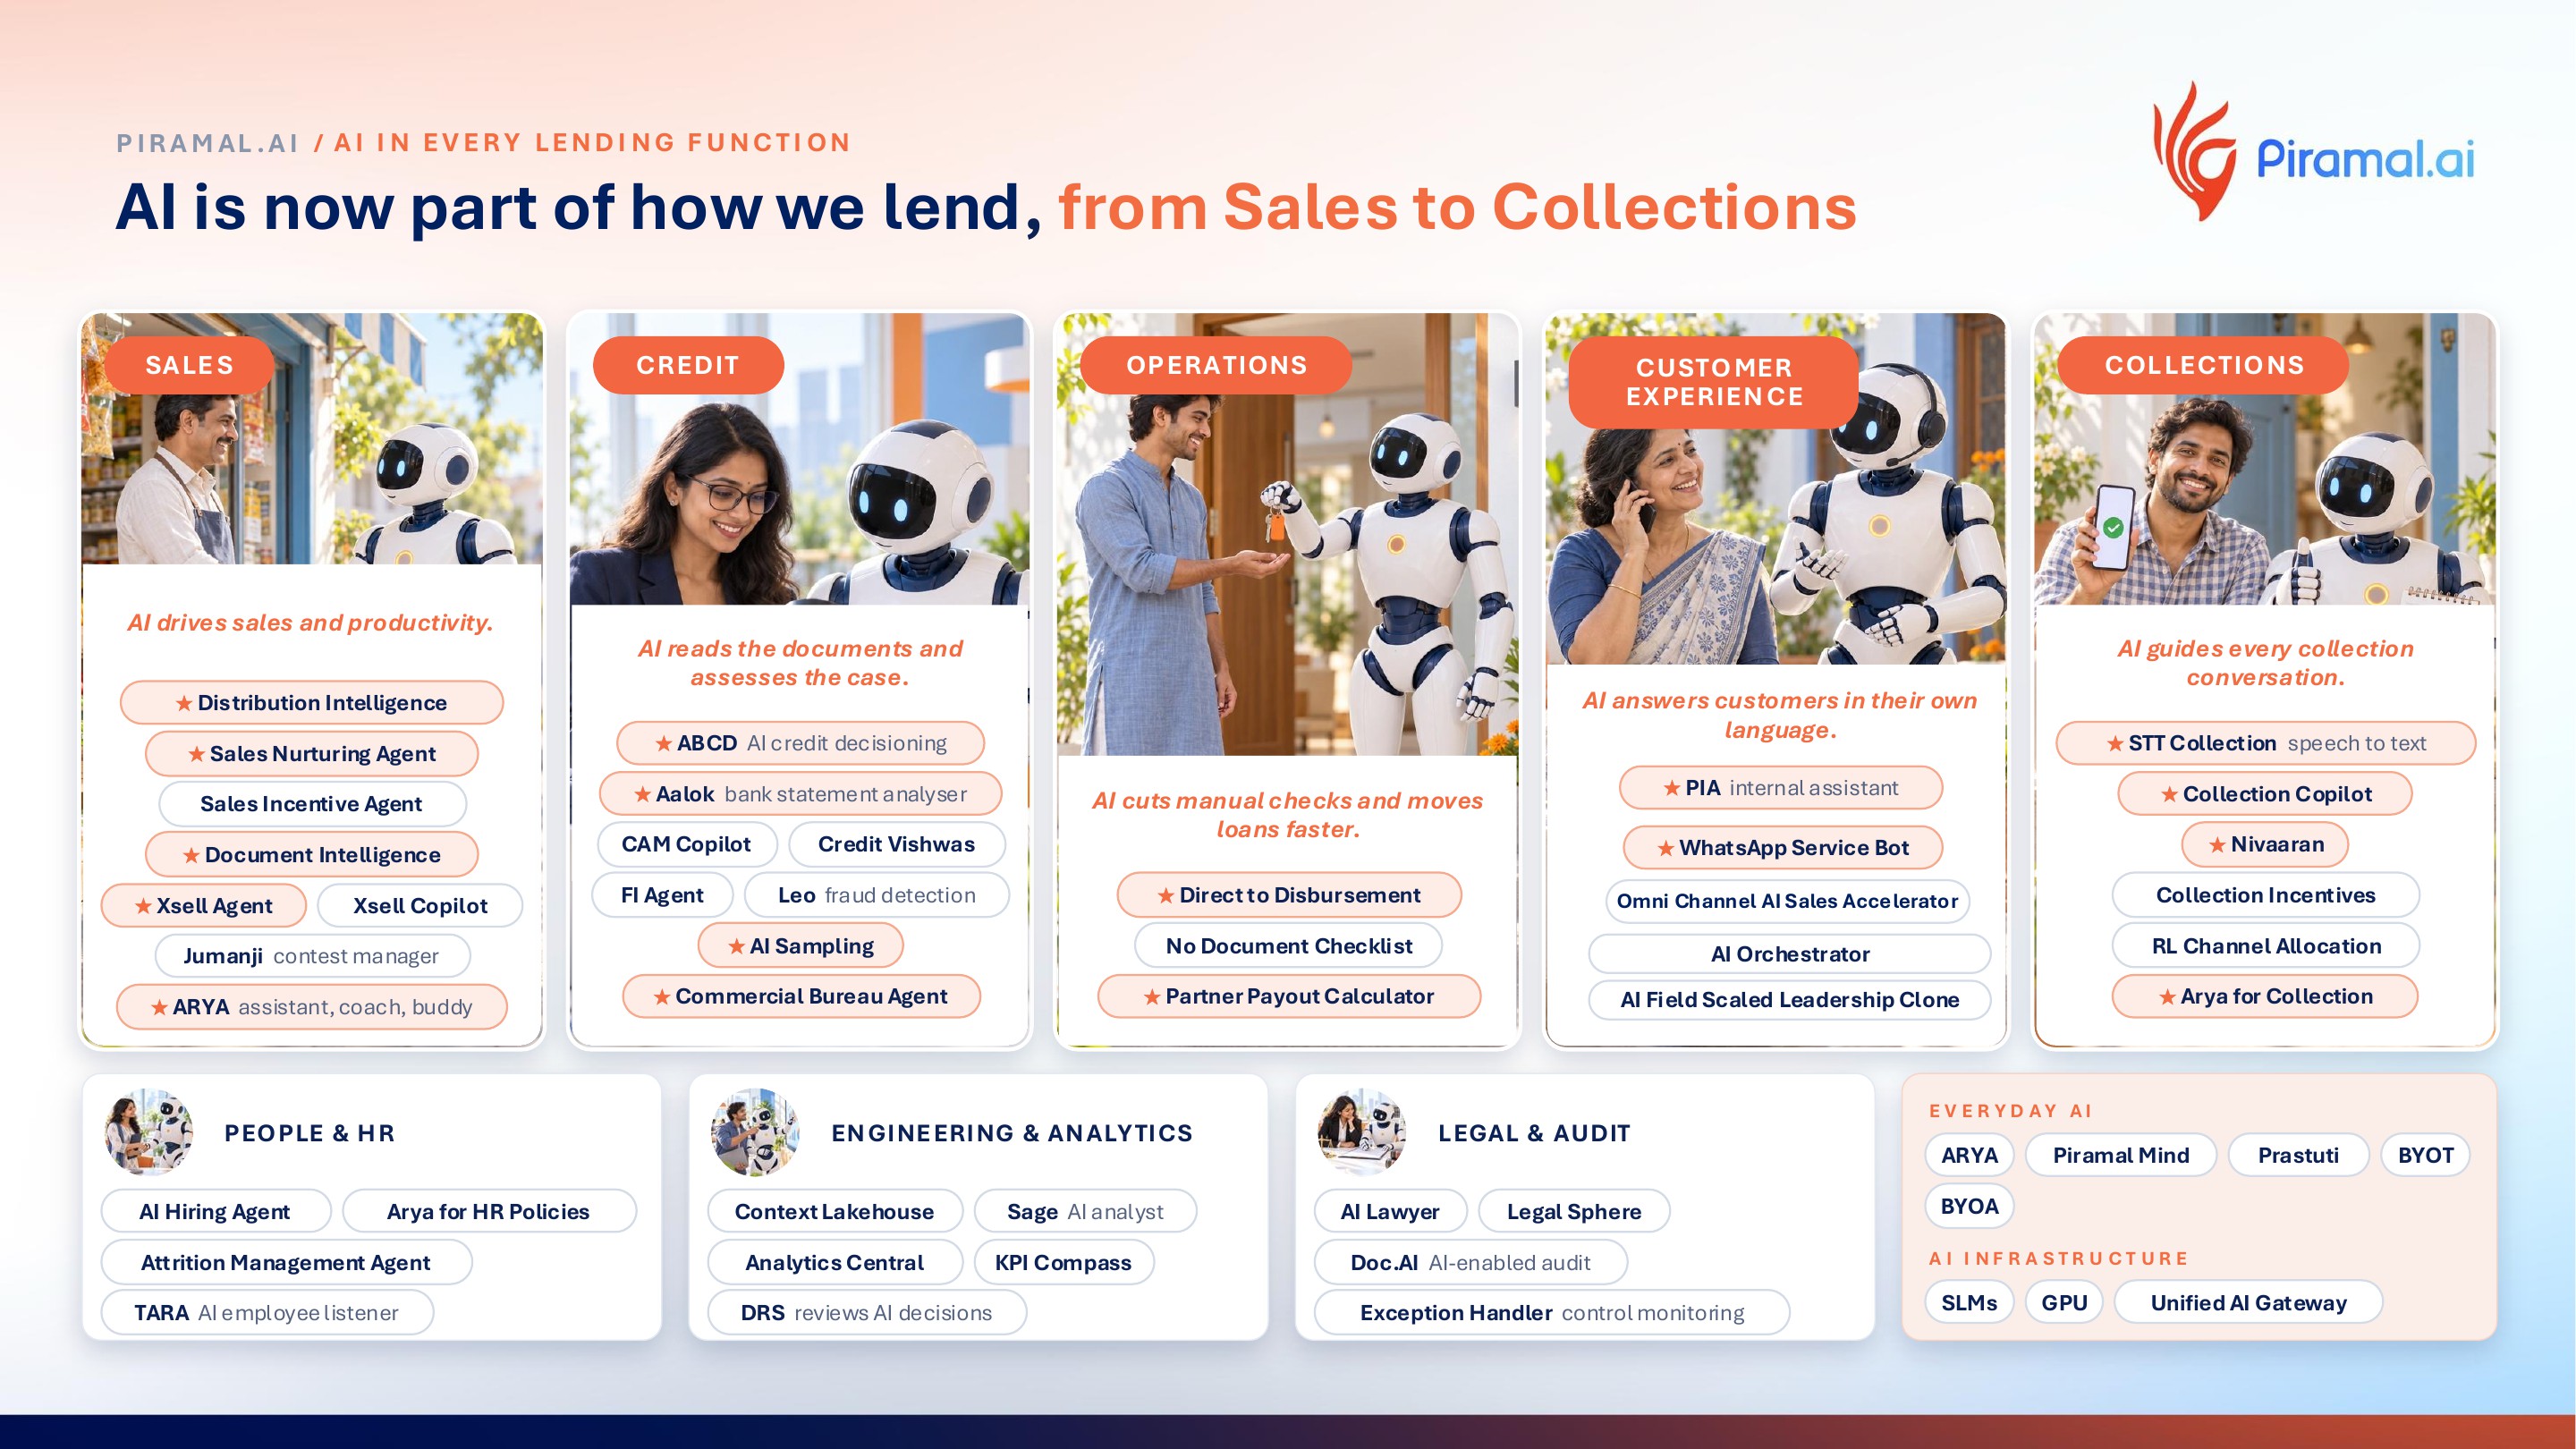 PIRAMAL.AI / AI IN EVERY LENDING FUNCTION
AI is now part of how we lend, from Sales to Collections
Piramal.ai
SALES
AI drives sales and productivity.
★ Distribution Intelligence
★ Sales Nurturing Agent
Sales Incentive Agent
★ Document Intelligence
★ Xsell Agent
Xsell Copilot
Jumanji contest manager
★ ARYA assistant, coach, buddy
CREDIT
AI reads the documents and
assesses the case.
★ ABCD AI credit decisioning
★ Aalok bank statement analyser
CAM Copilot
Credit Vishwas
FI Agent
Leo fraud detection
★ AI Sampling
★ Commercial Bureau Agent
OPERATIONS
AI cuts manual checks and moves
loans faster.
★ Direct to Disbursement
No Document Checklist
★ Partner Payout Calculator
CUSTOMER
EXPERIENCE
AI answers customers in their own
language.
★ PIA internal assistant
★ WhatsApp Service Bot
Omni Channel AI Sales Accelerator
AI Orchestrator
AI Field Scaled Leadership Clone
COLLECTIONS
AI guides every collection
conversation.
★ STT Collection speech to text
★ Collection Copilot
★ Nivaaran
Collection Incentives
RL Channel Allocation
★ Arya for Collection
PEOPLE & HR
AI Hiring Agent
Arya for HR Policies
Attrition Management Agent
TARA AI employee listener
ENGINEERING & ANALYTICS
Context Lakehouse
Sage AI analyst
Analytics Central
KPI Compass
DRS reviews AI decisions
LEGAL & AUDIT
AI Lawyer
Legal Sphere
Doc.AI AI-enabled audit
Exception Handler control monitoring
EVERYDAY AI
ARYA
Piramal Mind
Prastuti
BYOT
BYOA
AI INFRASTRUCTURE
SLMs
GPU
Unified AI Gateway